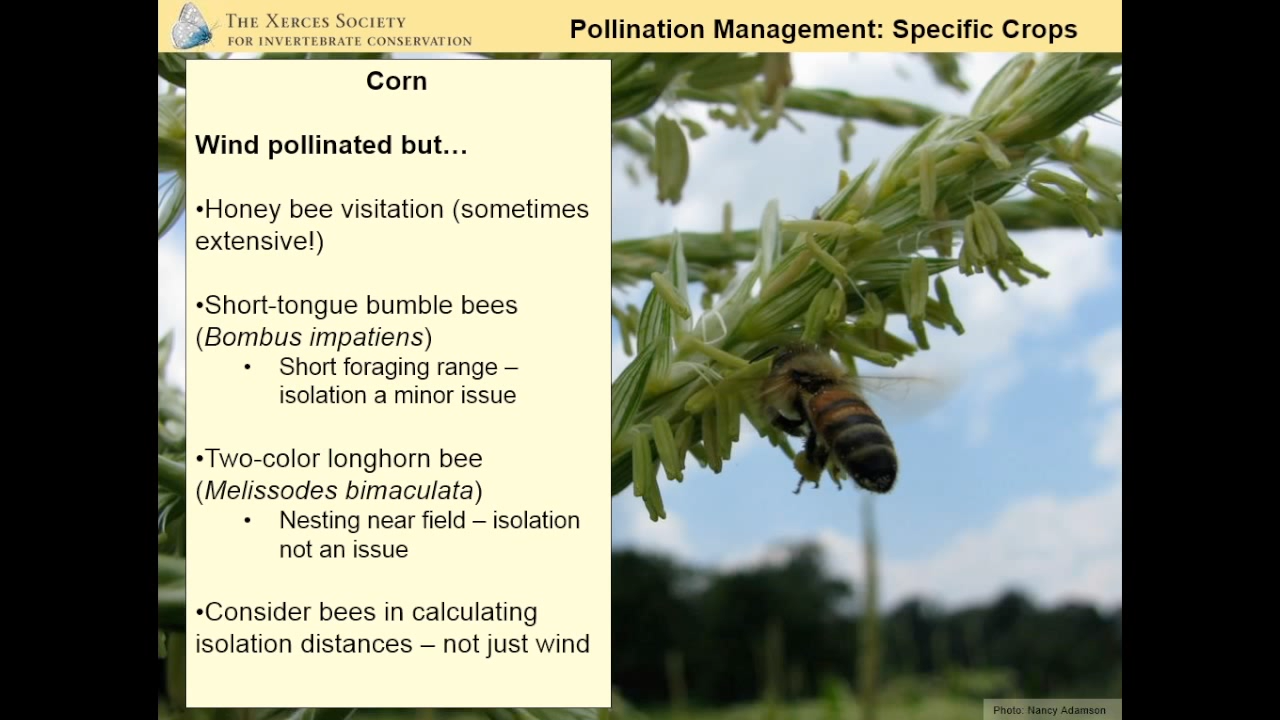 THE XERCES SOCIETY
FOR INVERTEBRATE CONSERVATION
Pollination Management: Specific Crops
Corn
Wind pollinated but…
•Honey bee visitation (sometimes
extensive!)
•Short-tongue bumble bees
(Bombus impatiens)
• Short foraging range –
isolation a minor issue
•Two-color longhorn bee
(Melissodes bimaculata)
• Nesting near field – isolation
not an issue
•Consider bees in calculating
isolation distances – not just wind
Photo: Nancy Adamson